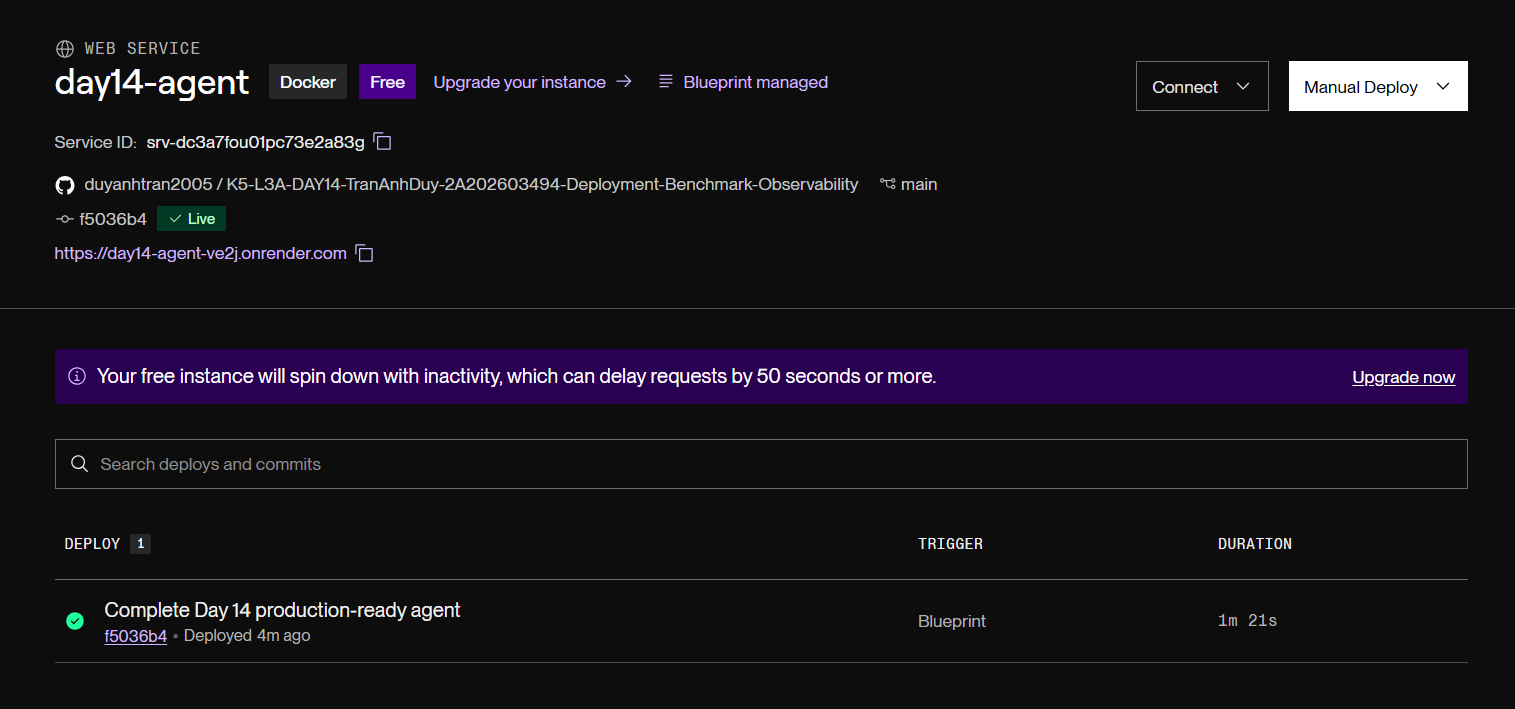 WEB SERVICE
day14-agent Docker Free Upgrade your instance → Blueprint managed Connect Manual Deploy
Service ID: srv-dc3a7fou01pc73e2a83g
duyanhtran2005 / K5-L3A-DAY14-TranAnhDuy-2A202603494-Deployment-Benchmark-Observability main
f5036b4 ✓ Live
https://day14-agent-ve2j.onrender.com
Your free instance will spin down with inactivity, which can delay requests by 50 seconds or more. Upgrade now
Search deploys and commits
DEPLOY 1 TRIGGER DURATION
Complete Day 14 production-ready agent
f5036b4 • Deployed 4m ago Blueprint 1m 21s